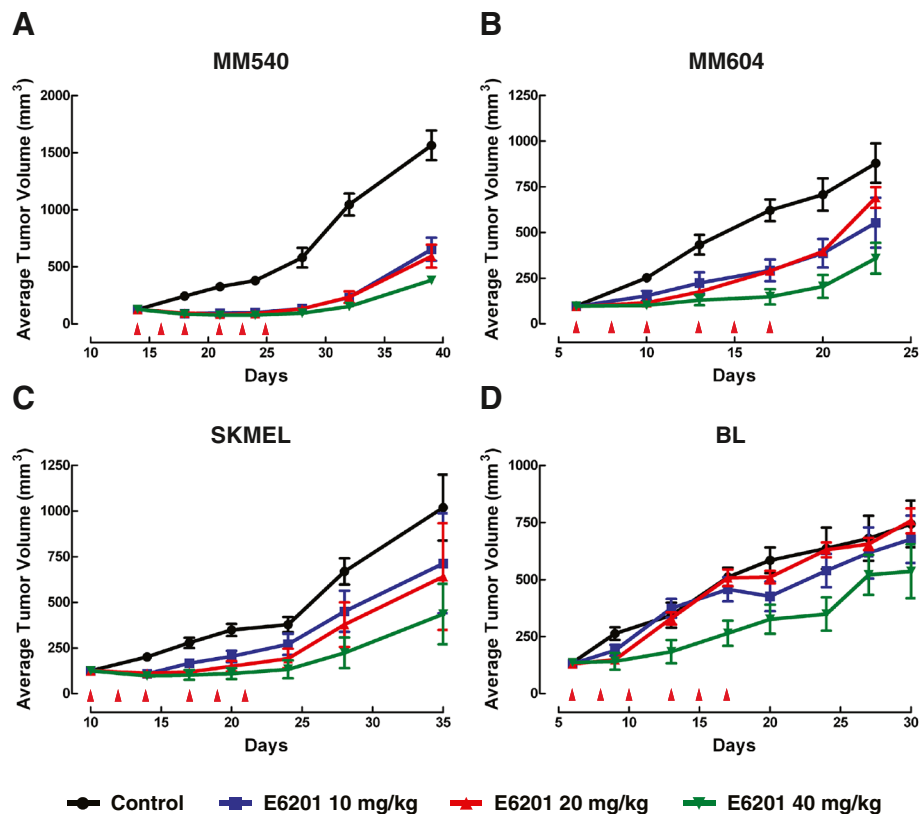 A
MM540
Average Tumor Volume (mm³)
2000
1500
1000
500
0
10 15 20 25 30 35 40
Days
B
MM604
Average Tumor Volume (mm³)
1250
1000
750
500
250
0
5 10 15 20 25
Days
C
SKMEL
Average Tumor Volume (mm³)
1250
1000
750
500
250
0
10 15 20 25 30 35
Days
D
BL
Average Tumor Volume (mm³)
1000
750
500
250
0
5 10 15 20 25 30
Days
Control E6201 10 mg/kg E6201 20 mg/kg E6201 40 mg/kg